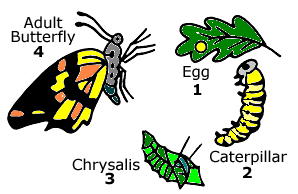 Adult
Butterfly
4
Egg
1
Caterpillar
2
Chrysalis
3